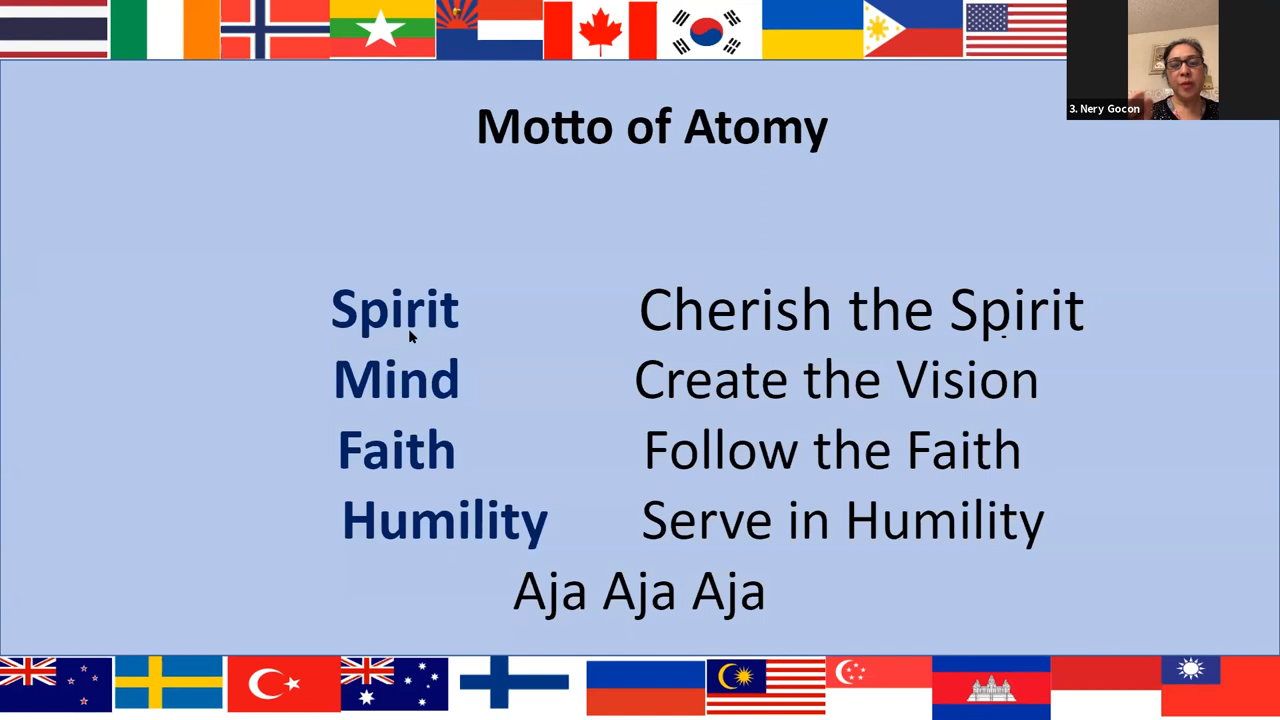 3. Nery Gocon
Motto of Atomy
Spirit Cherish the Spirit
Mind Create the Vision
Faith Follow the Faith
Humility Serve in Humility
Aja Aja Aja